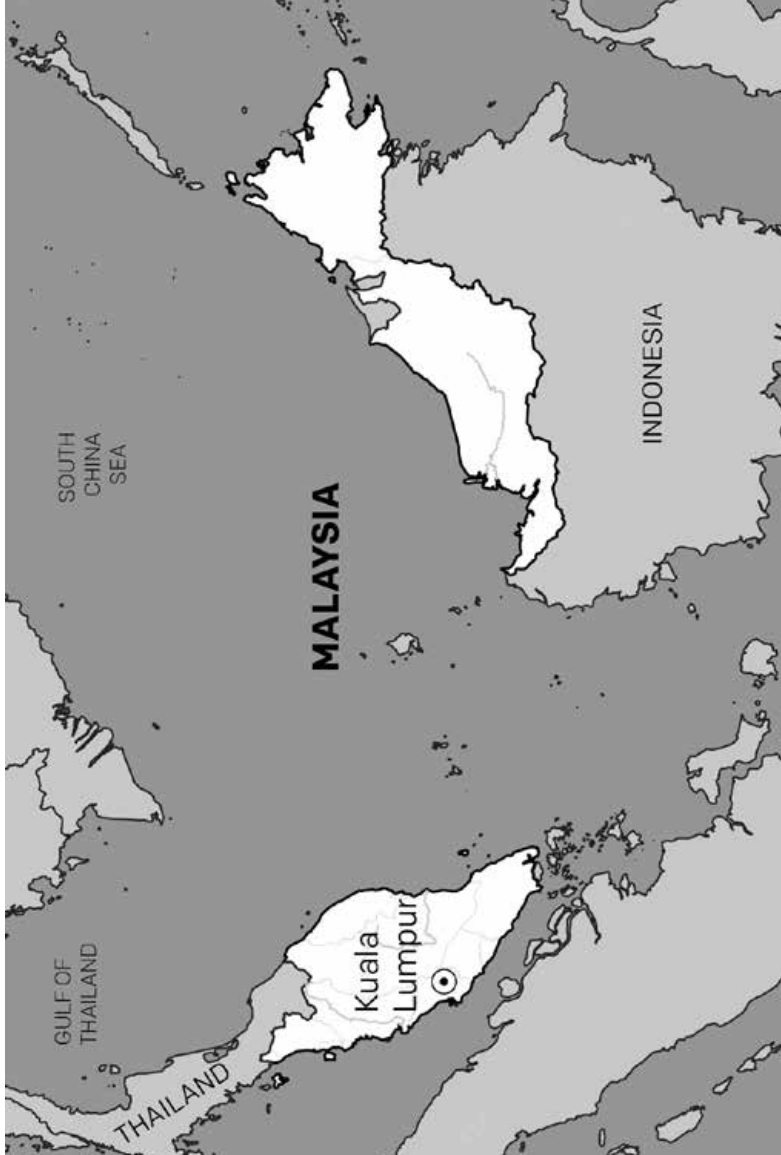 GULF OF
THAILAND
SOUTH
CHINA
SEA
THAILAND
MALAYSIA
Kuala
Lumpur
INDONESIA